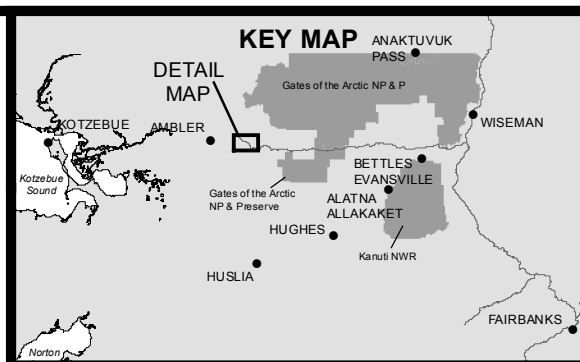 KEY MAP
ANAKTUVUK
PASS
DETAIL
MAP
Gates of the Arctic NP & P
KOTZEBUE
AMBLER
WISEMAN
Kotzebue
Sound
BETTLES
EVANSVILLE
Gates of the Arctic
NP & Preserve
ALATNA
ALLAKAKET
HUGHES
Kanuti NWR
HUSLIA
FAIRBANKS
Norton